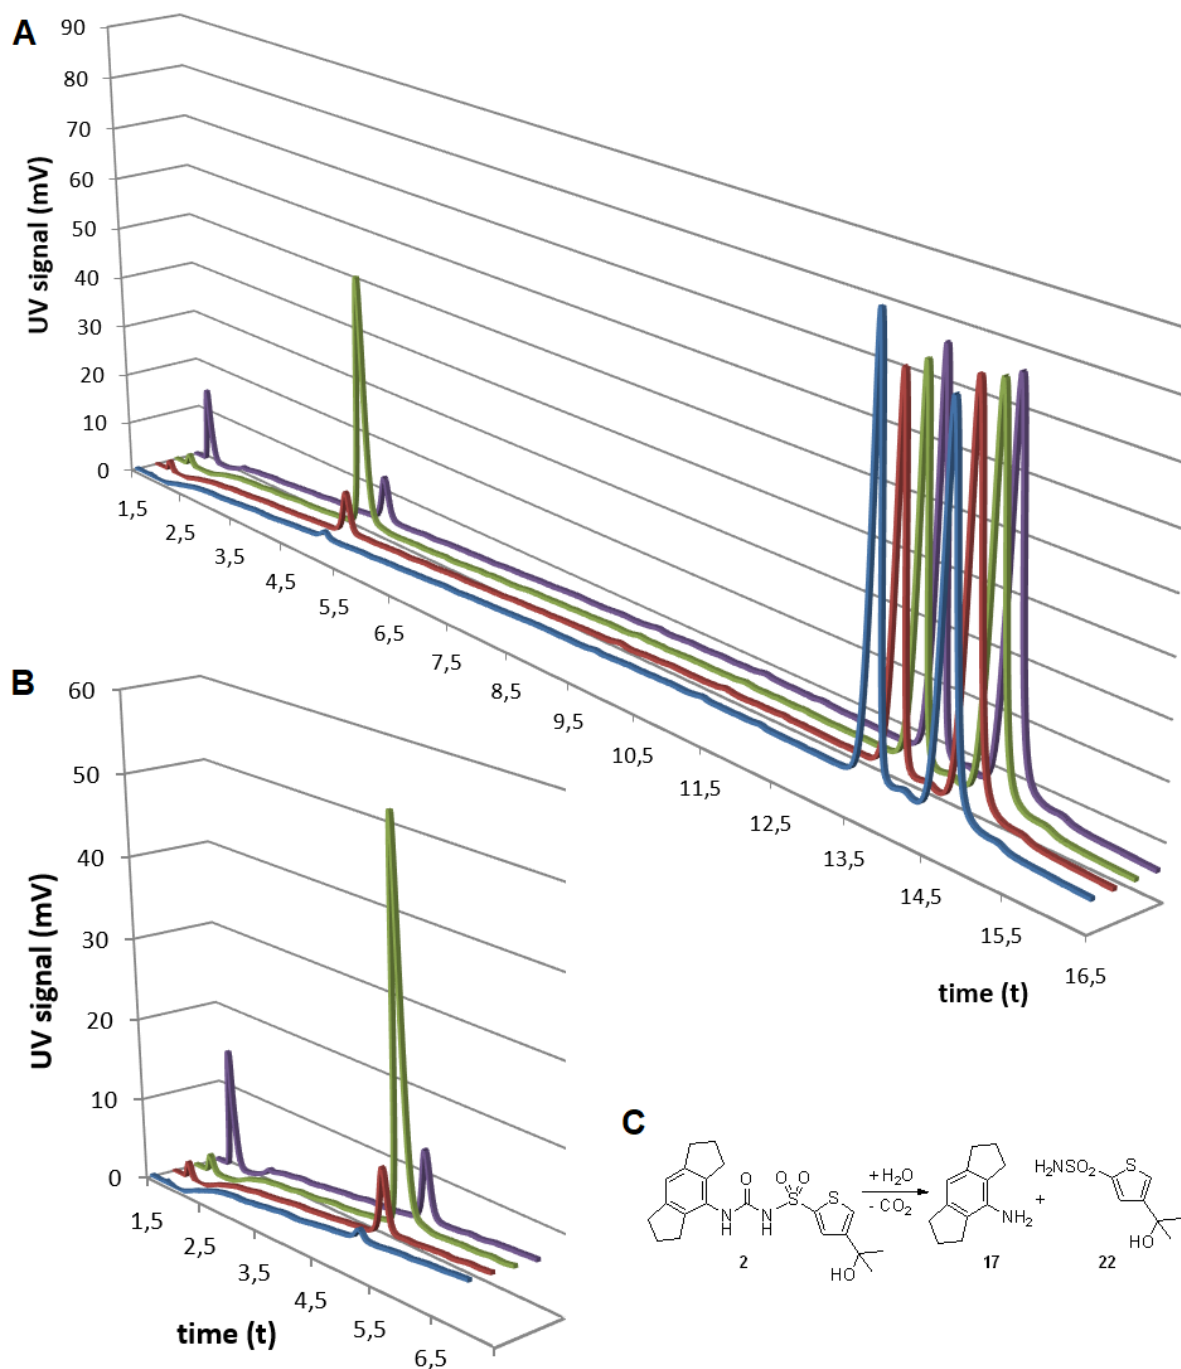 A
90
80
70
60
50
40
30
20
10
0
UV signal (mV)
1,5
2,5
3,5
4,5
5,5
6,5
7,5
8,5
9,5
10,5
11,5
12,5
13,5
14,5
15,5
16,5
time (t)
B
60
50
40
30
20
10
0
UV signal (mV)
1,5
2,5
3,5
4,5
5,5
6,5
time (t)
C
O
O O
S
S
N
H
N
H
HO
2
+ H2O
- CO2
NH2
17
+
H2NSO2
S
HO
22